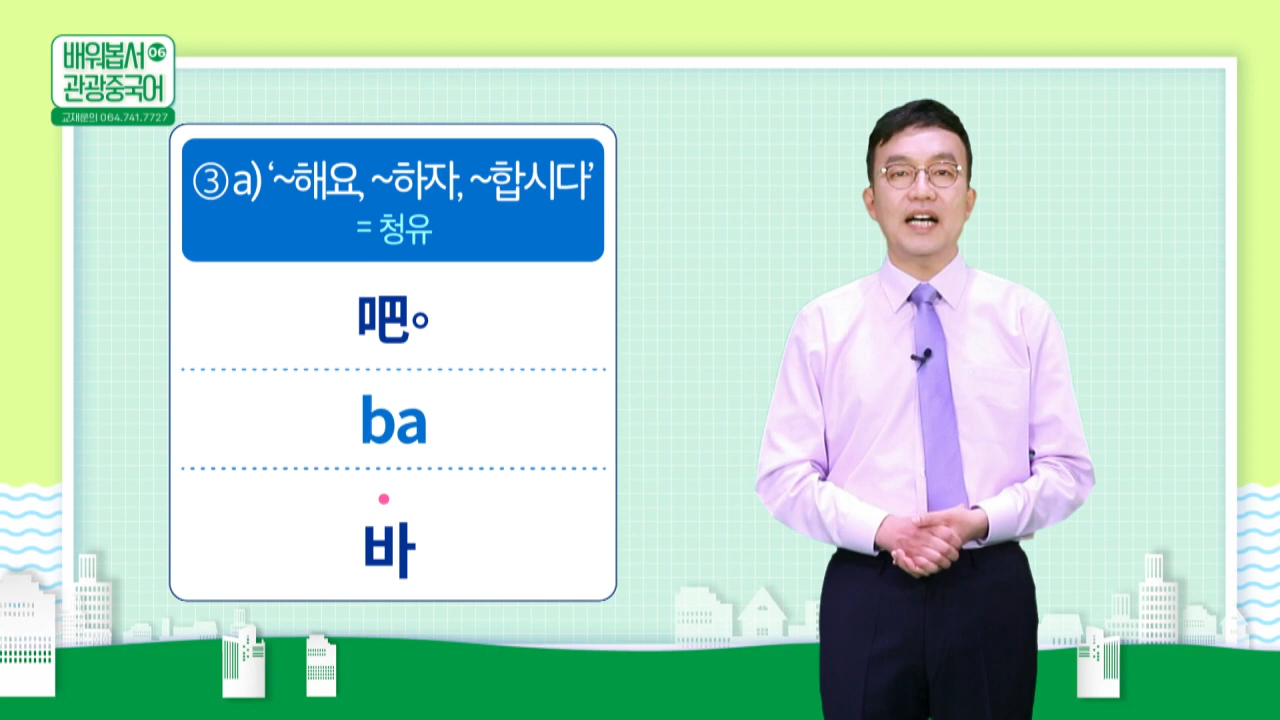 배워봅서 06
관광중국어
교재문의 064.741.7727
③ a) ‘~해요, ~하자, ~합시다’
= 청유
吧。
ba
바